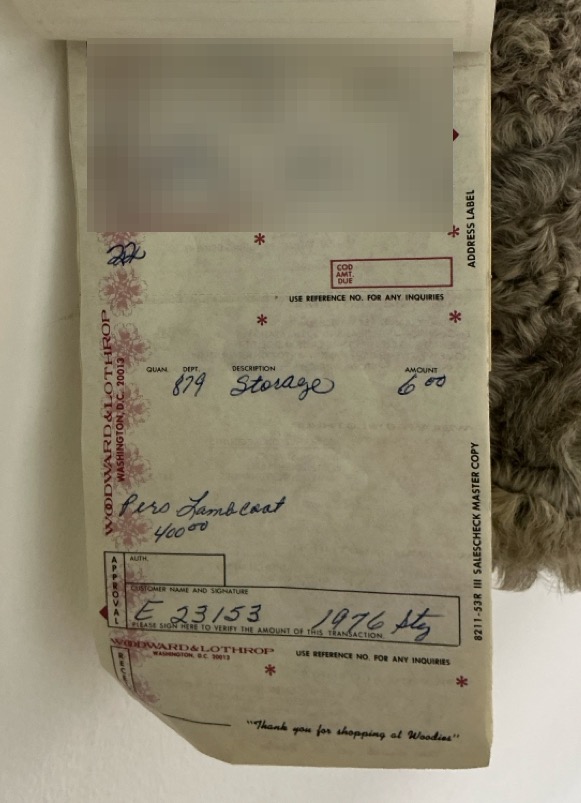 22
ADDRESS LABEL
COD
AMT.
DUE
USE REFERENCE NO. FOR ANY INQUIRIES
WOODWARD & LOTHROP
WASHINGTON, D.C. 20013
QUAN. DEPT. DESCRIPTION AMOUNT
879 Storage 6 00
Pers Lambcoat
400 00
8211-53R III SALESCHECK MASTER COPY
APPROVAL
AUTH.
CUSTOMER NAME AND SIGNATURE
E 23153 1976 Stg
PLEASE SIGN HERE TO VERIFY THE AMOUNT OF THIS TRANSACTION.
WOODWARD & LOTHROP
WASHINGTON, D.C. 20013
USE REFERENCE NO. FOR ANY INQUIRIES
RECE
"Thank you for shopping at Woodies"